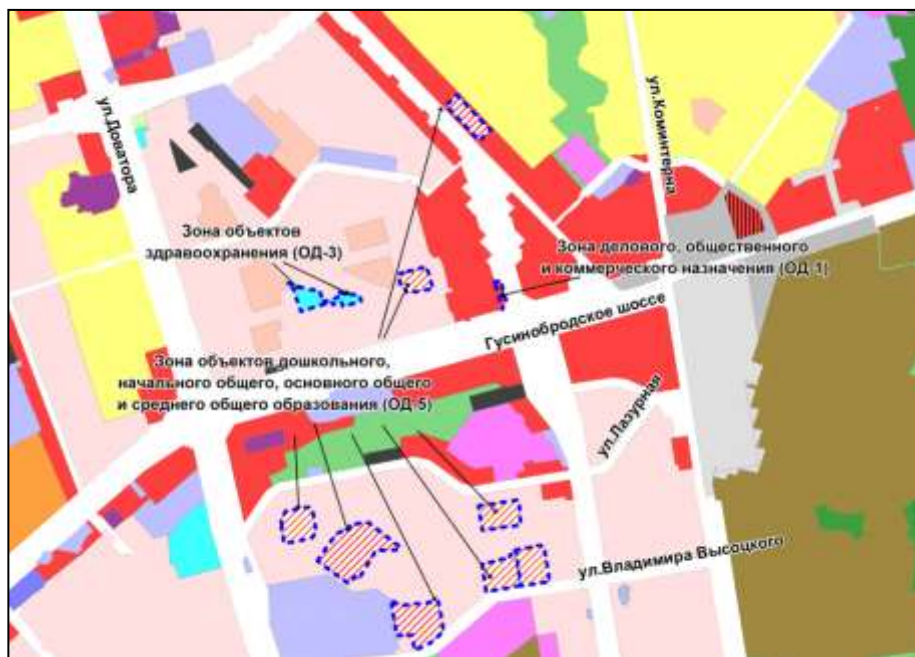 ул.Доватора
ул.Коминтерна
Зона объектов
здравоохранения (ОД-3)
Зона делового, общественного
и коммерческого назначения (ОД-1)
Гусинобродское шоссе
Зона объектов дошкольного,
начального общего, основного общего
и среднего общего образования (ОД-5)
ул.Лазурная
ул.Владимира Высоцкого